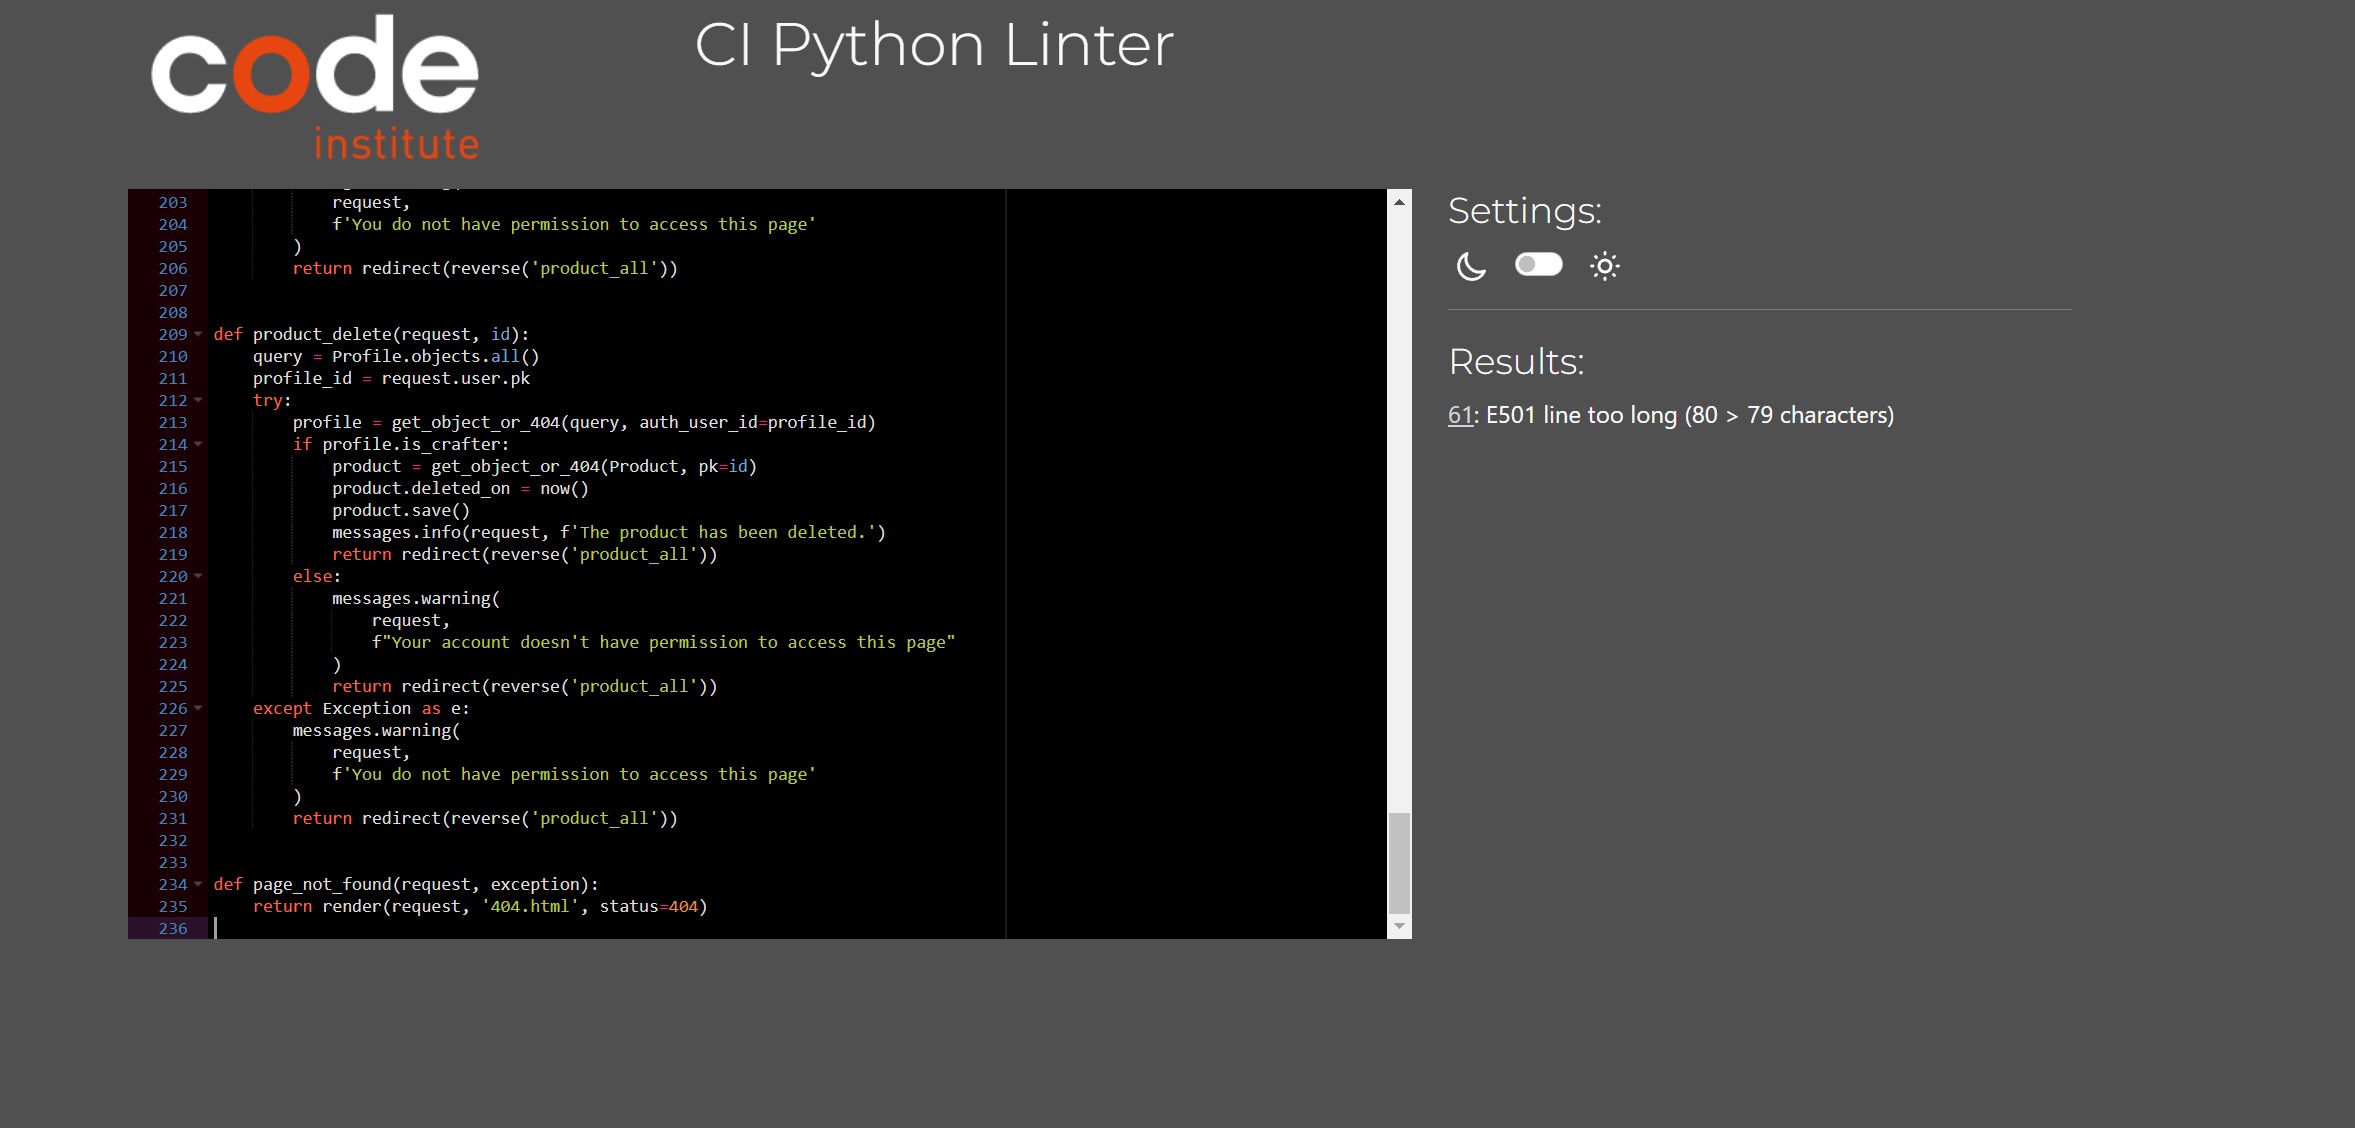 code
institute
CI Python Linter
203 request,
204 f'You do not have permission to access this page'
205 )
206 return redirect(reverse('product_all'))
207
208
209 def product_delete(request, id):
210 query = Profile.objects.all()
211 profile_id = request.user.pk
212 try:
213 profile = get_object_or_404(query, auth_user_id=profile_id)
214 if profile.is_crafter:
215 product = get_object_or_404(Product, pk=id)
216 product.deleted_on = now()
217 product.save()
218 messages.info(request, f'The product has been deleted.')
219 return redirect(reverse('product_all'))
220 else:
221 messages.warning(
222 request,
223 f"Your account doesn't have permission to access this page"
224 )
225 return redirect(reverse('product_all'))
226 except Exception as e:
227 messages.warning(
228 request,
229 f'You do not have permission to access this page'
230 )
231 return redirect(reverse('product_all'))
232
233
234 def page_not_found(request, exception):
235 return render(request, '404.html', status=404)
236
Settings:
Results:
61: E501 line too long (80 > 79 characters)